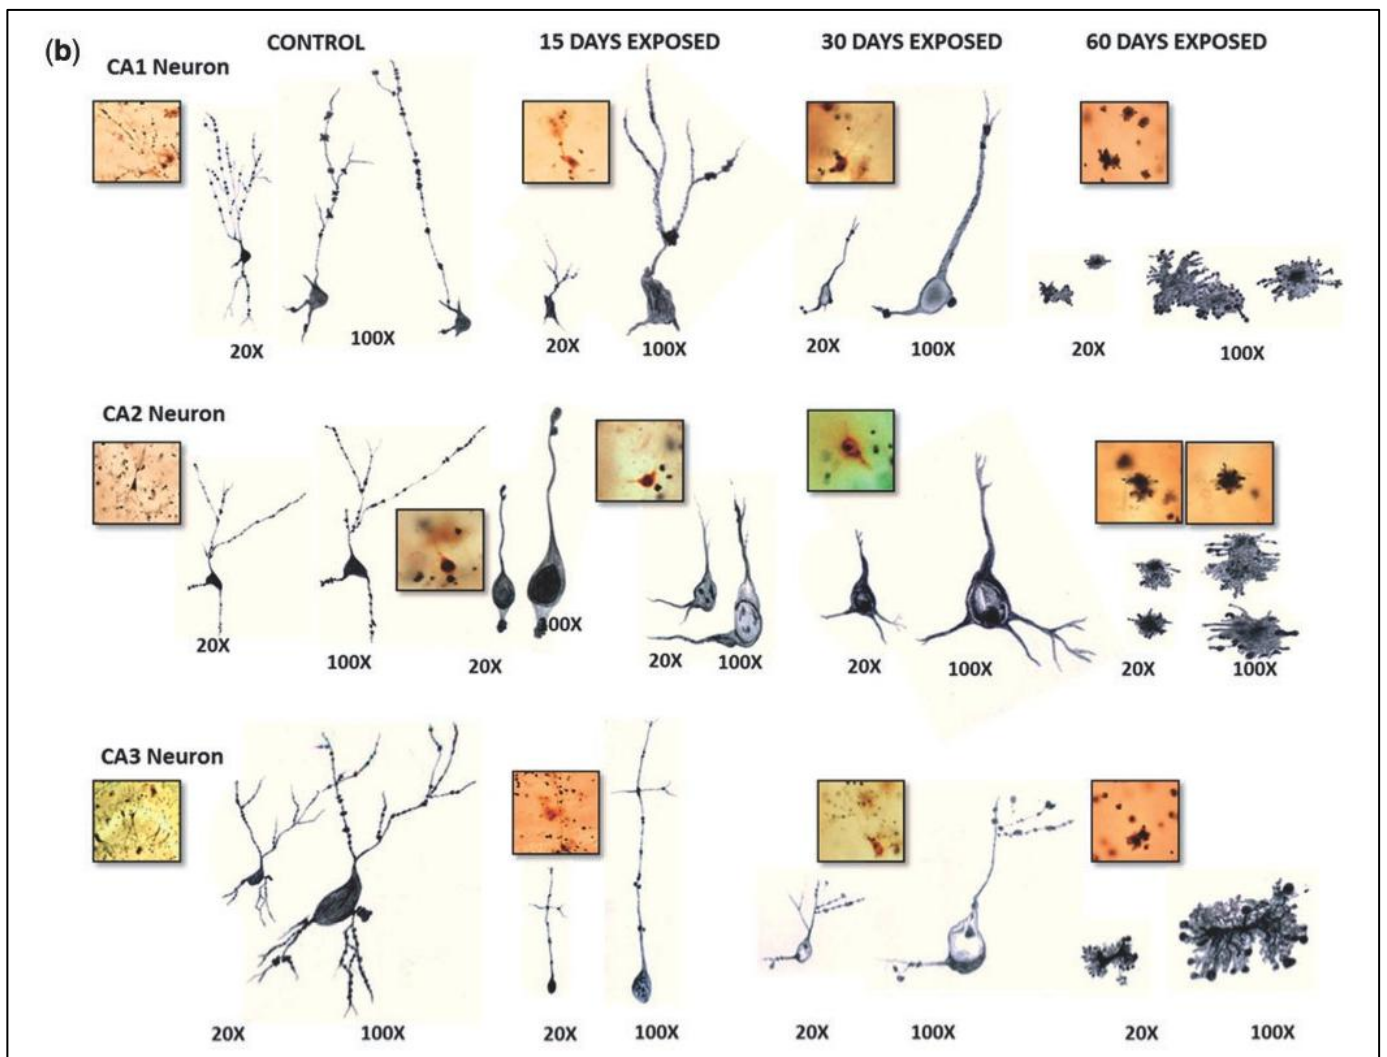 (b)
CONTROL
15 DAYS EXPOSED
30 DAYS EXPOSED
60 DAYS EXPOSED
CA1 Neuron
20X
100X
20X
100X
20X
100X
20X
100X
CA2 Neuron
20X
100X
20X
100X
20X
100X
20X
100X
20X
100X
CA3 Neuron
20X
100X
20X
100X
20X
100X
20X
100X